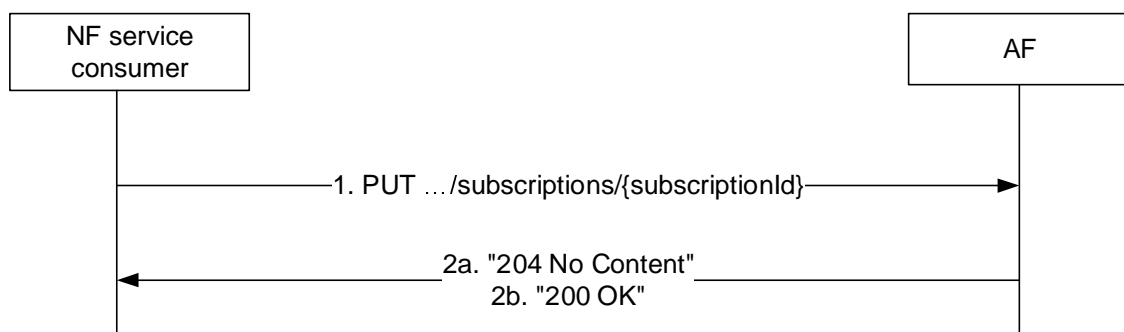 NF service
consumer
AF
1. PUT …/subscriptions/{subscriptionId}
2a. "204 No Content"
2b. "200 OK"